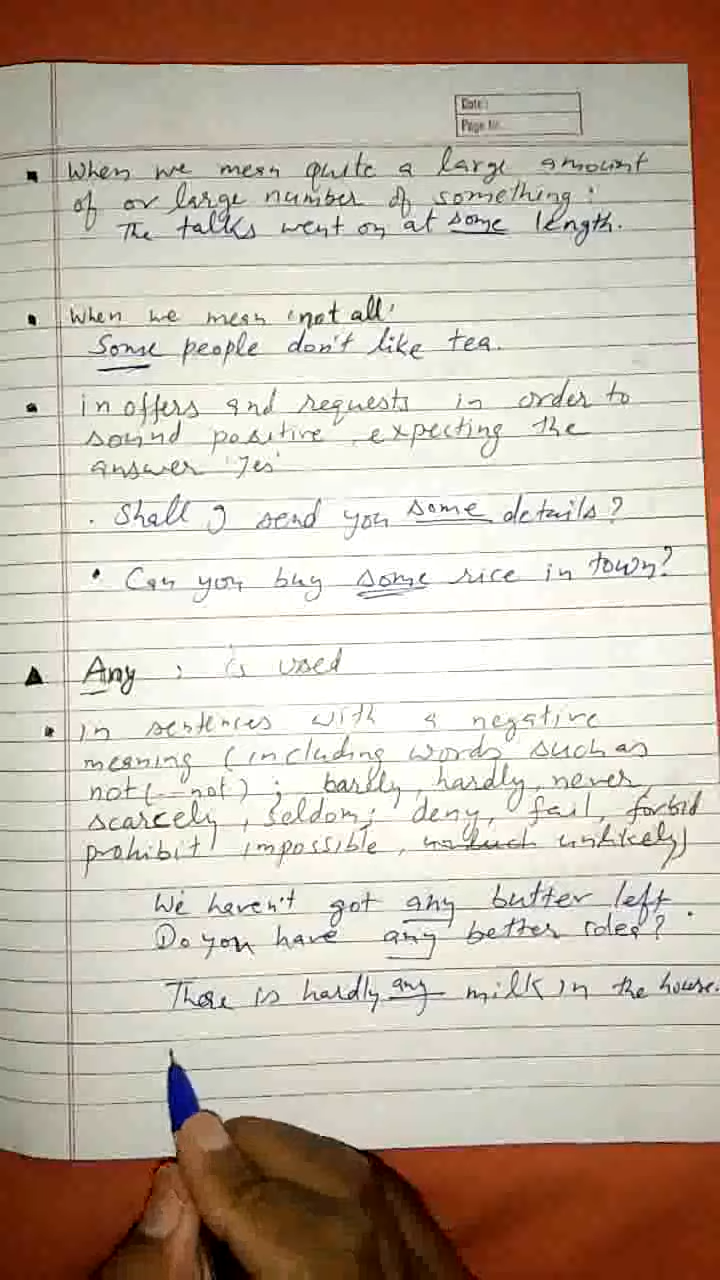 Date :
Page No.
When we mean quite a large amount
of or large number of something :
The talks went on at some length.
When we mean 'not all'
Some people don't like tea.
in offers and requests in order to
sound positive, expecting the
answer 'Yes'
. Shall I send you some details?
• Can you buy some rice in town?
▲ Any : is used
In sentences with a negative
meaning (including words such as
not (-not) ; barely, hardly, never,
scarcely, seldom; deny, fail, forbid
prohibit impossible, unlikely)
We haven't got any butter left.
Do you have any better idea?
There is hardly any milk in the house.